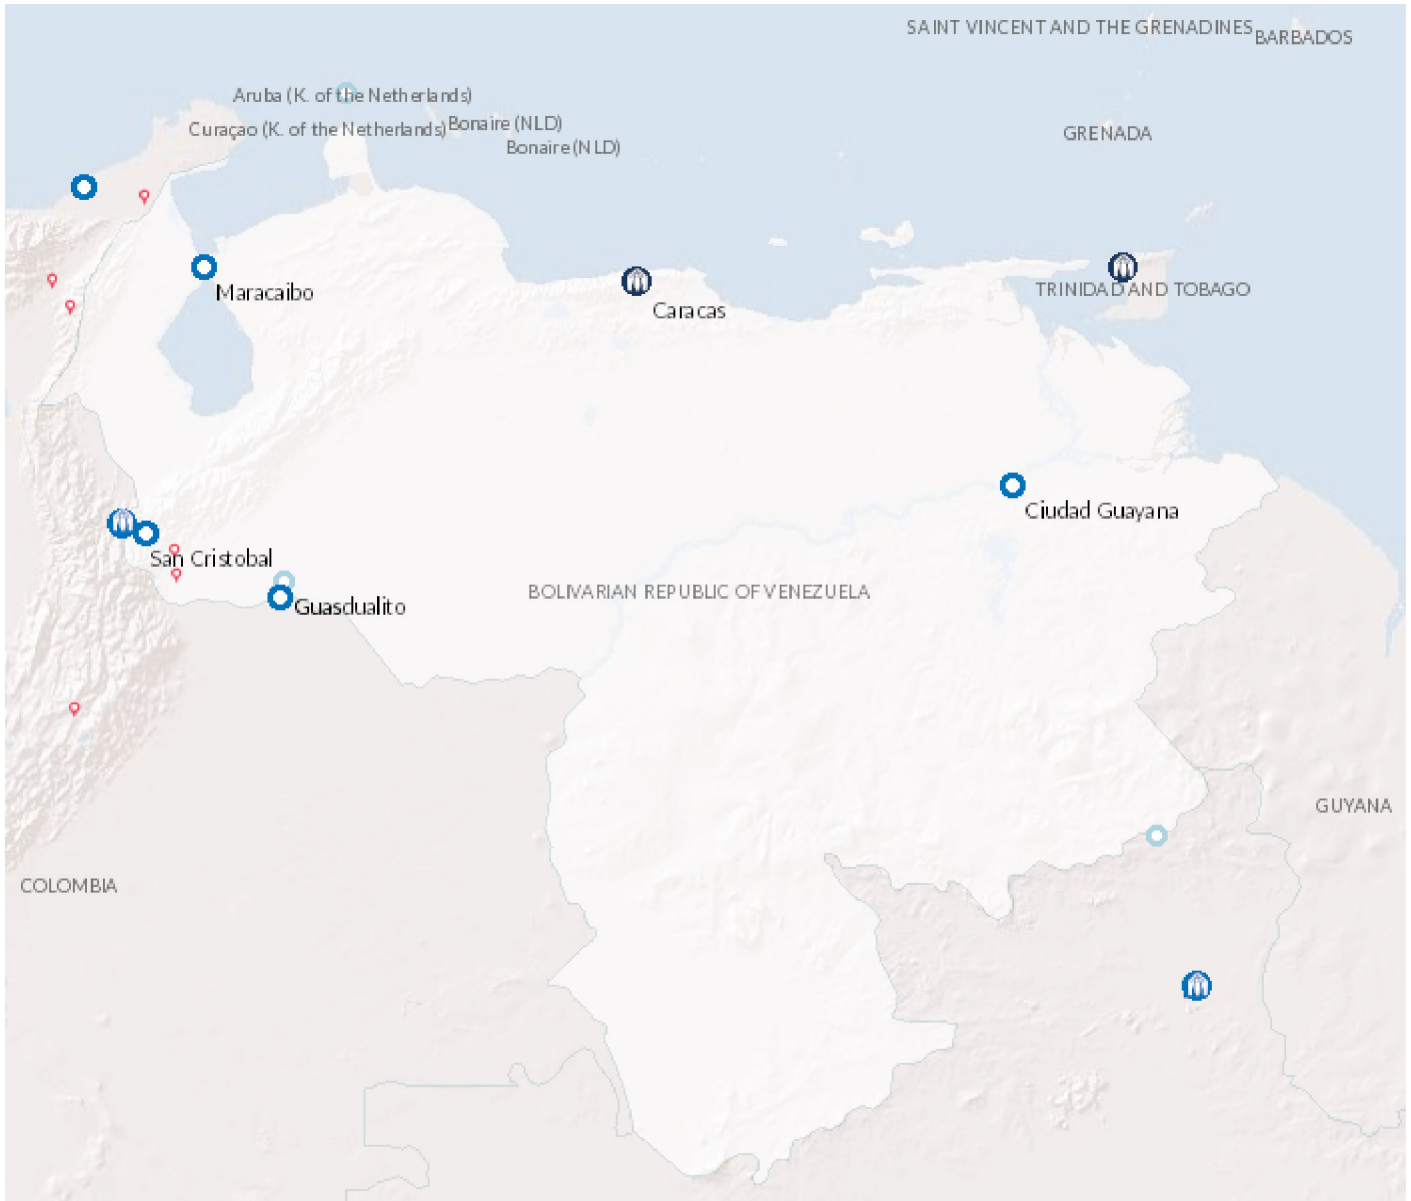 SAINT VINCENT AND THE GRENADINES
BARBADOS
Aruba (K. of the Netherlands)
Curaçao (K. of the Netherlands)
Bonaire (NLD)
Bonaire (NLD)
GRENADA
Maracaibo
Caracas
TRINIDAD AND TOBAGO
Ciudad Guayana
San Cristobal
Guasdualito
BOLIVARIAN REPUBLIC OF VENEZUELA
GUYANA
COLOMBIA